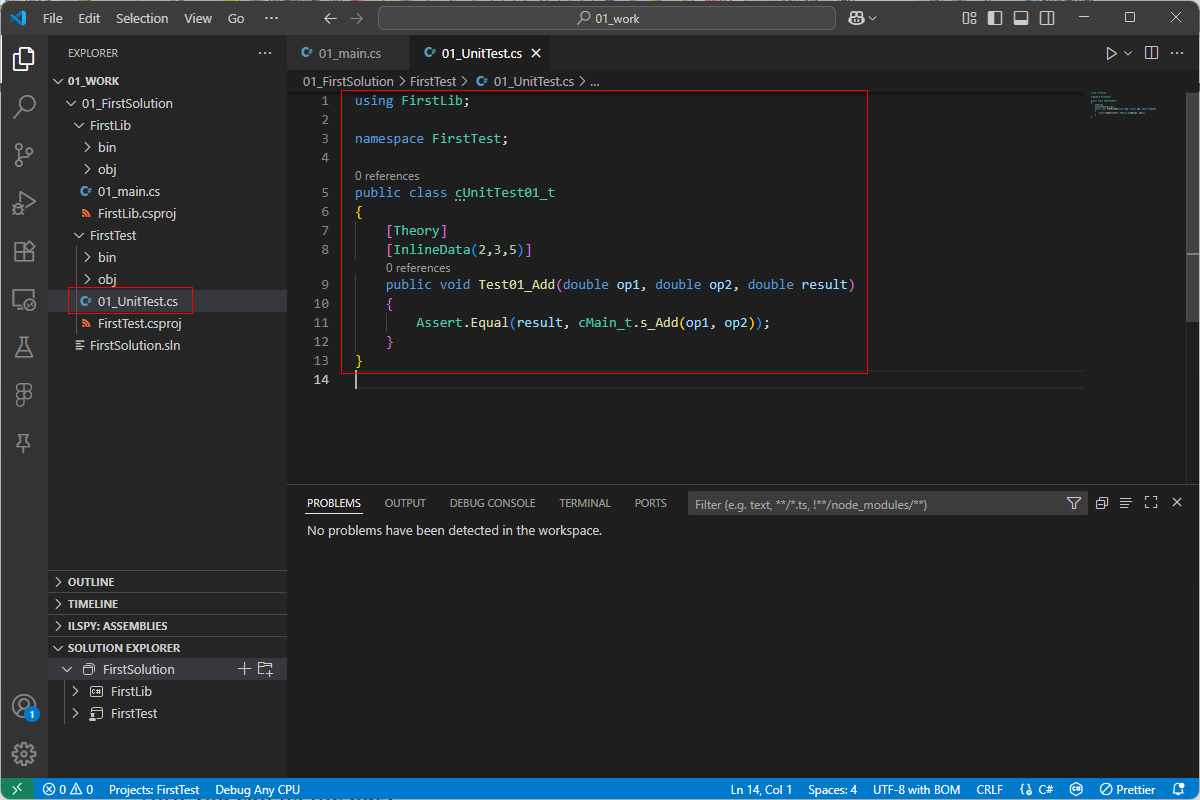 File Edit Selection View Go ··· 01_work
EXPLORER ···
01_WORK
01_FirstSolution
FirstLib
bin
obj
01_main.cs
FirstLib.csproj
FirstTest
bin
obj
01_UnitTest.cs
FirstTest.csproj
FirstSolution.sln
OUTLINE
TIMELINE
ILSPY: ASSEMBLIES
SOLUTION EXPLORER
FirstSolution
FirstLib
FirstTest
1
01_main.cs 01_UnitTest.cs
01_FirstSolution > FirstTest > 01_UnitTest.cs > ...
1 using FirstLib;
2
3 namespace FirstTest;
4
0 references
5 public class cUnitTest01_t
6 {
7 [Theory]
8 [InlineData(2,3,5)]
0 references
9 public void Test01_Add(double op1, double op2, double result)
10 {
11 Assert.Equal(result, cMain_t.s_Add(op1, op2));
12 }
13 }
14
PROBLEMS OUTPUT DEBUG CONSOLE TERMINAL PORTS Filter (e.g. text, **/*.ts, !**/node_modules/**)
No problems have been detected in the workspace.
0 0 Projects: FirstTest Debug Any CPU Ln 14, Col 1 Spaces: 4 UTF-8 with BOM CRLF C# Prettier